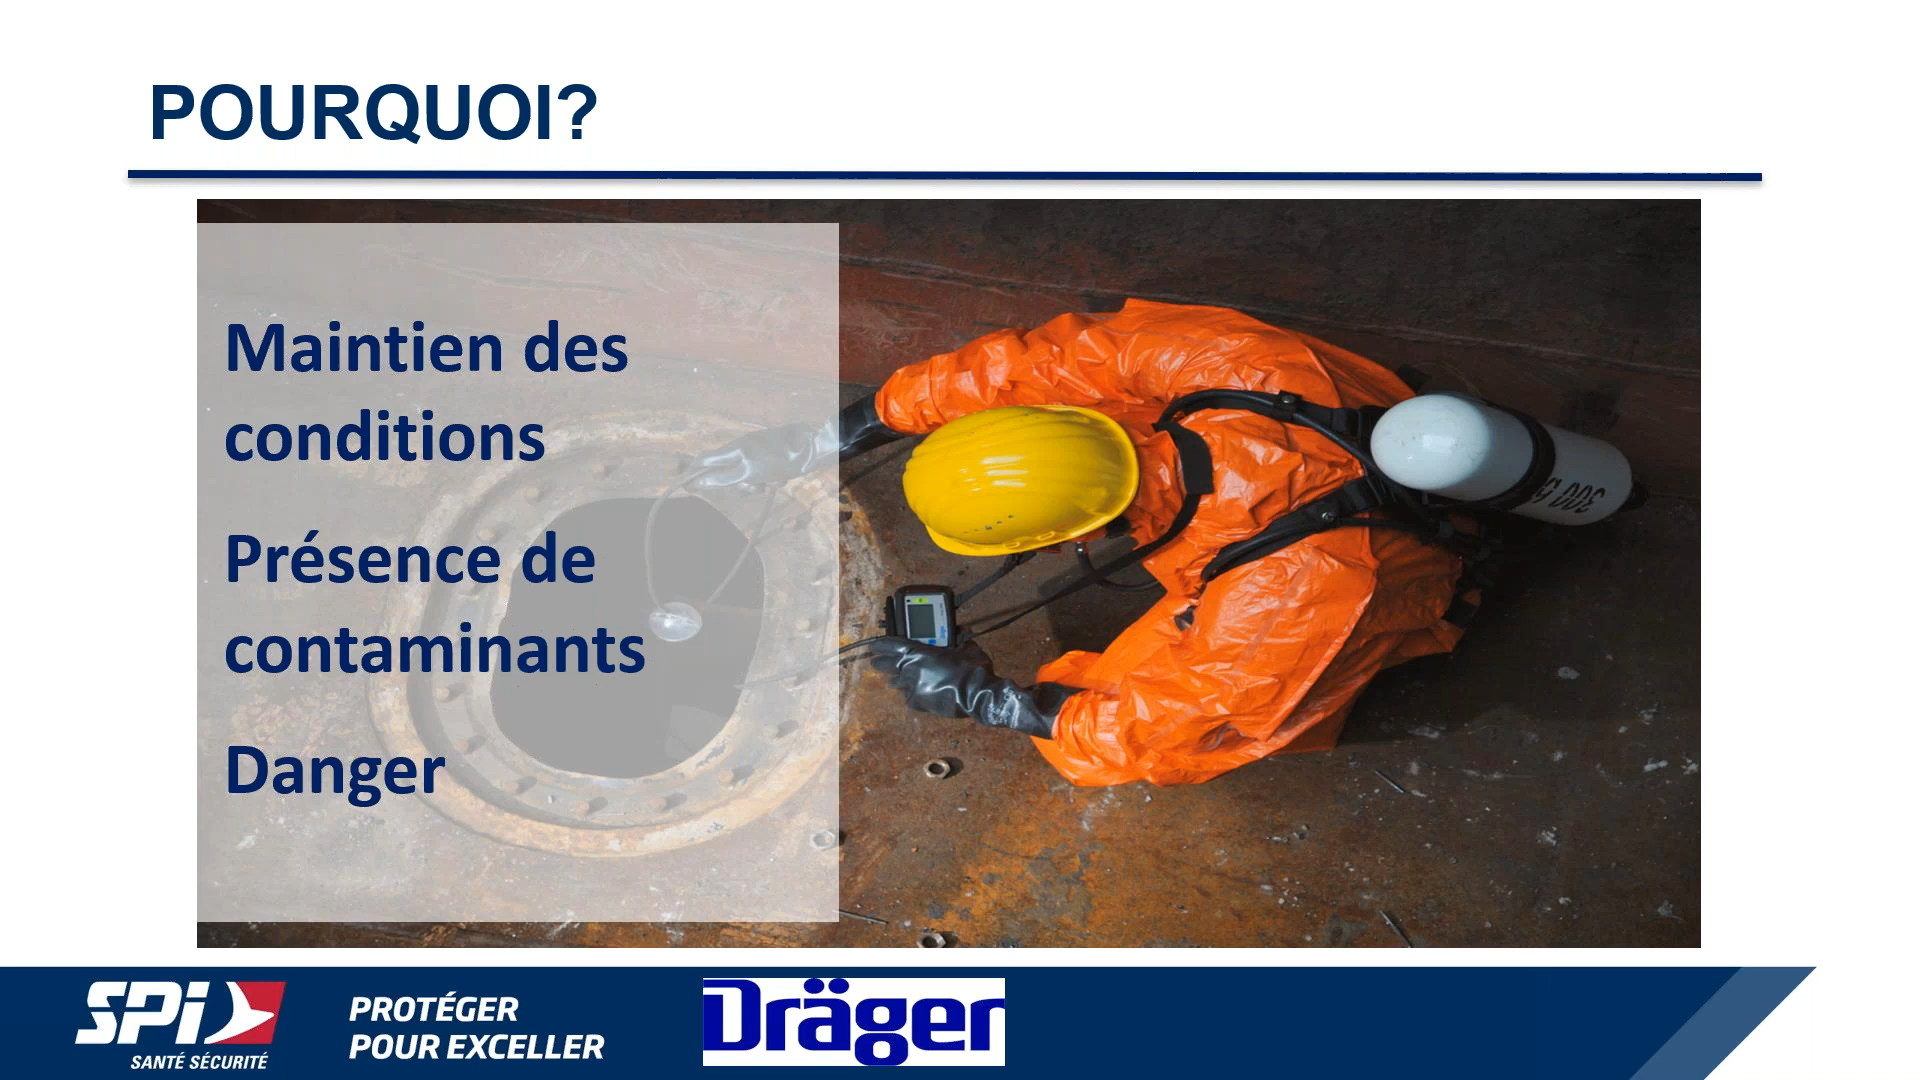 POURQUOI?
Maintien des
conditions
Présence de
contaminants
Danger
SPI
SANTÉ SÉCURITÉ
PROTÉGER
POUR EXCELLER
Dräger